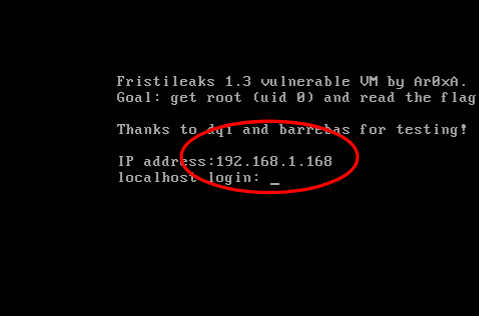 Fristileaks 1.3 vulnerable VM by Ar0xA.
Goal: get root (uid 0) and read the flag
Thanks to dqi and barrebas for testing!
IP address:192.168.1.168
localhost login: _